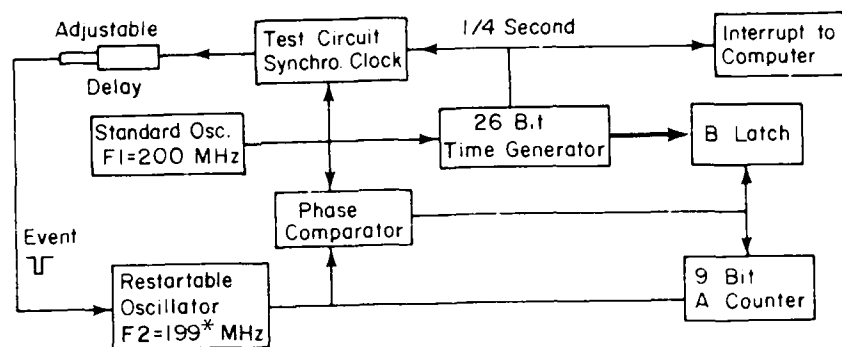 Adjustable
Delay
Test Circuit
Synchro. Clock
1/4 Second
Interrupt to
Computer
Standard Osc.
F1=200 MHz
26 Bit
Time Generator
B Latch
Phase
Comparator
Event
Restartable
Oscillator
F2=199* MHz
9 Bit
A Counter